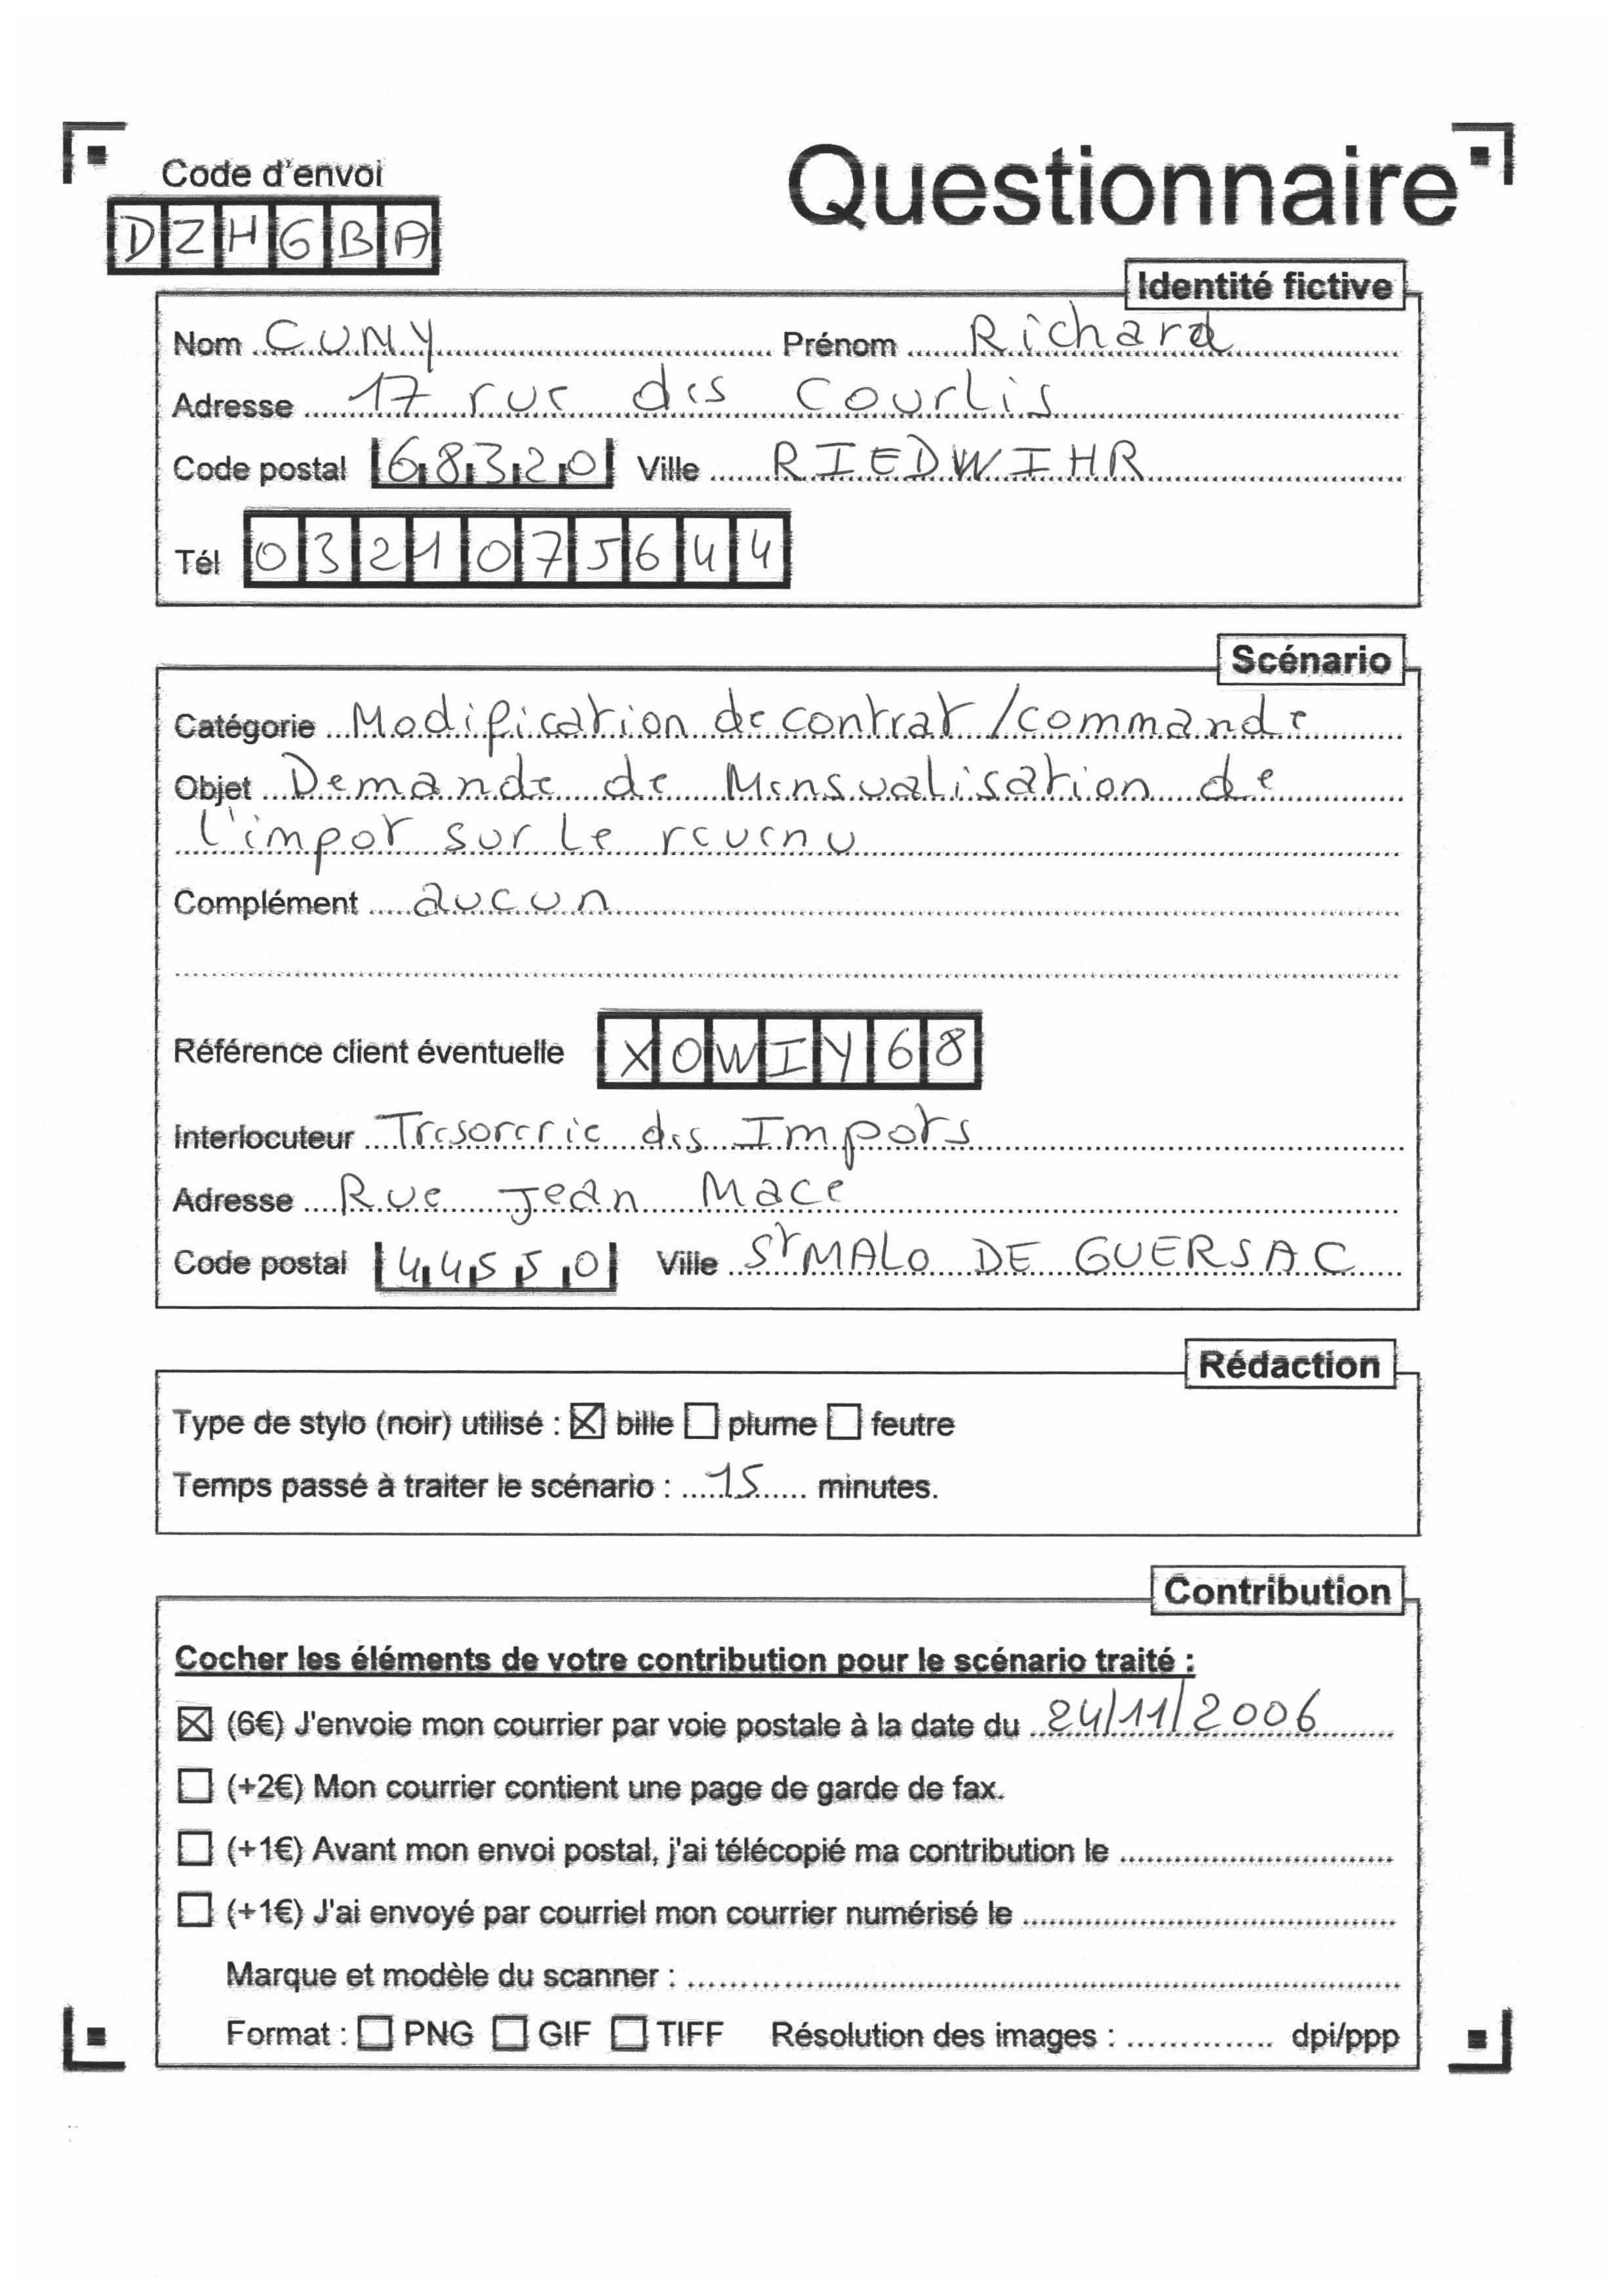 Code d'envoi
Questionnaire
DZHGBA
Identité fictive
Nom CUNY Prénom Richard
Adresse 17 rue des Courlis
Code postal 68320 Ville RIEDWIHR
Tél 0321075644
Scénario
Catégorie Modification de contrat / commande
Objet Demande de Mensualisation de
l'impot sur le revenu
Complément aucun
Référence client éventuelle XOWIY68
Interlocuteur Tresorerie des Impots
Adresse Rue Jean Mace
Code postal 44550 Ville St MALO DE GUERSAC
Rédaction
Type de stylo (noir) utilisé : ☒ bille ☐ plume ☐ feutre
Temps passé à traiter le scénario : 15 minutes.
Contribution
Cocher les éléments de votre contribution pour le scénario traité :
☒ (6€) J'envoie mon courrier par voie postale à la date du 24/11/2006
☐ (+2€) Mon courrier contient une page de garde de fax.
☐ (+1€) Avant mon envoi postal, j'ai télécopié ma contribution le
☐ (+1€) J'ai envoyé par courriel mon courrier numérisé le
Marque et modèle du scanner :
Format : ☐ PNG ☐ GIF ☐ TIFF Résolution des images : dpi/ppp